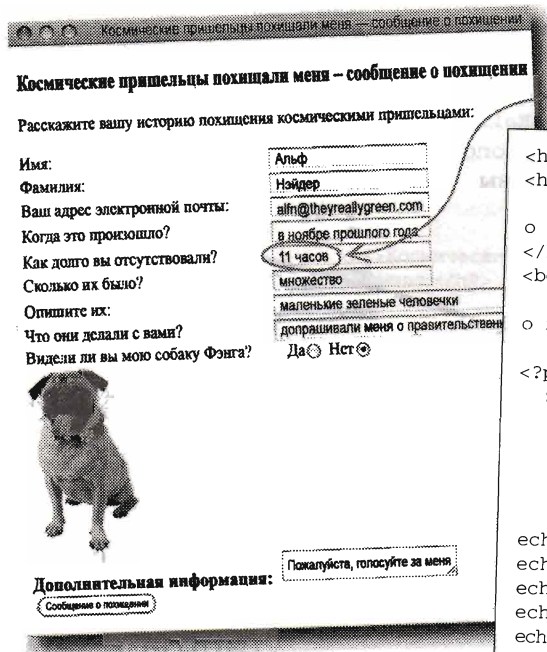 Космические пришельцы похищали меня — сообщение о похищении
Космические пришельцы похищали меня – сообщение о похищении
Расскажите вашу историю похищения космическими пришельцами:
Имя: Альф
Фамилия: Нэйдер
Ваш адрес электронной почты: alfn@theyreallygreen.com
Когда это произошло? в ноябре прошлого года
Как долго вы отсутствовали? 11 часов
Сколько их было? множество
Опишите их: маленькие зеленые человечки
Что они делали с вами? допрашивали меня о правительствен
Видели ли вы мою собаку Фэнга? Да Нет
Дополнительная информация: Пожалуйста, голосуйте за меня
Сообщение о похищении
<h
<h
о
</
<bo
о
<?p
ech
ech
ech
ech
echo